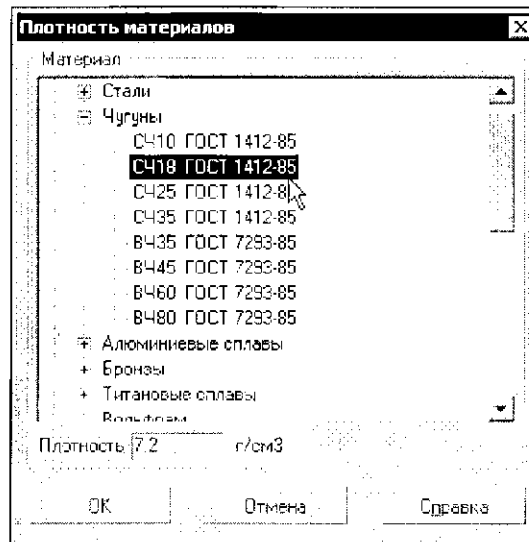 Плотность материалов
Материал
Стали
Чугуны
СЧ10 ГОСТ 1412-85
СЧ18 ГОСТ 1412-85
СЧ25 ГОСТ 1412-8
СЧ35 ГОСТ 1412-85
ВЧ35 ГОСТ 7293-85
ВЧ45 ГОСТ 7293-85
ВЧ60 ГОСТ 7293-85
ВЧ80 ГОСТ 7293-85
Алюминиевые сплавы
Бронзы
Титановые сплавы
Вольфрам
Плотность 7.2 г/см3
OK Отмена Справка